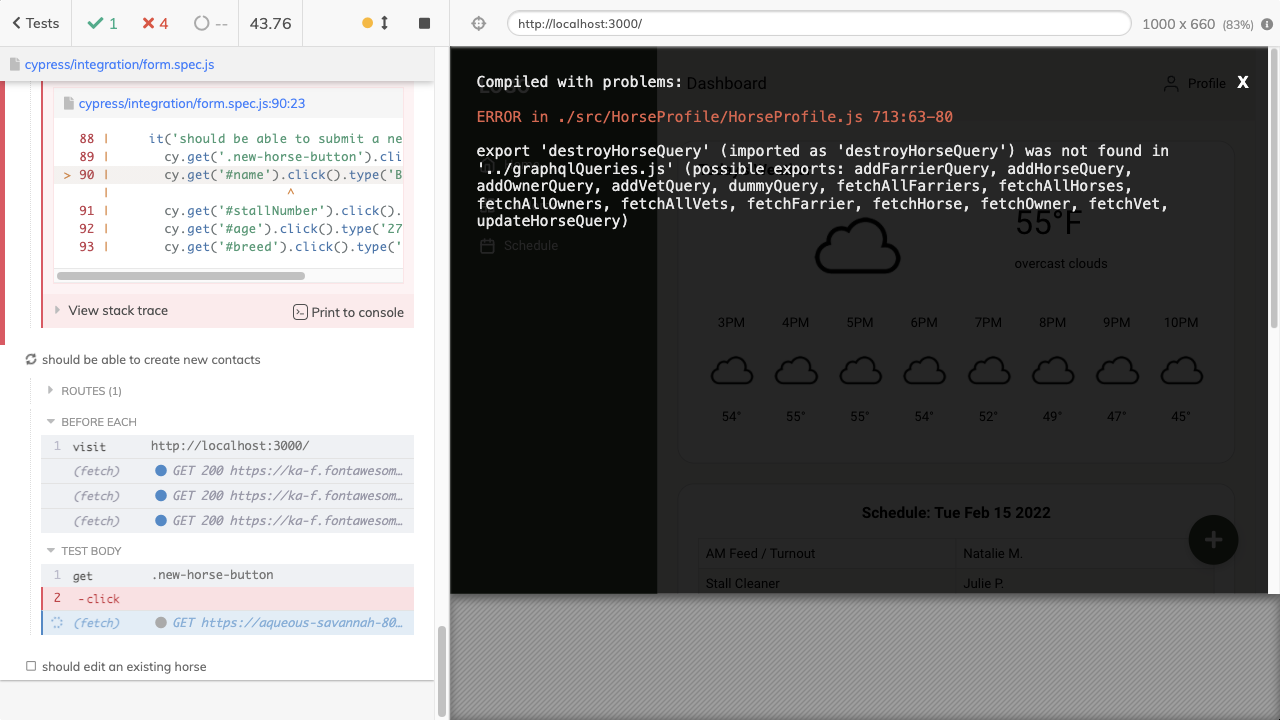 Tests
1
4
--
43.76
http://localhost:3000/
1000 x 660 (83%)
cypress/integration/form.spec.js
cypress/integration/form.spec.js:90:23
88 | it('should be able to submit a ne
89 | cy.get('.new-horse-button').cli
> 90 | cy.get('#name').click().type('B
| ^
91 | cy.get('#stallNumber').click().
92 | cy.get('#age').click().type('27
93 | cy.get('#breed').click().type('
View stack trace
Print to console
should be able to create new contacts
ROUTES (1)
BEFORE EACH
1 visit http://localhost:3000/
(fetch) GET 200 https://ka-f.fontawesom…
(fetch) GET 200 https://ka-f.fontawesom…
(fetch) GET 200 https://ka-f.fontawesom…
TEST BODY
1 get .new-horse-button
2 -click
(fetch) GET https://aqueous-savannah-80…
should edit an existing horse
Compiled with problems:
X
Dashboard
Profile
ERROR in ./src/HorseProfile/HorseProfile.js 713:63-80
export 'destroyHorseQuery' (imported as 'destroyHorseQuery') was not found in
'../graphqlQueries.js' (possible exports: addFarrierQuery, addHorseQuery,
addOwnerQuery, addVetQuery, dummyQuery, fetchAllFarriers, fetchAllHorses,
fetchAllOwners, fetchAllVets, fetchFarrier, fetchHorse, fetchOwner, fetchVet,
updateHorseQuery)
Schedule
55°F
overcast clouds
3PM 4PM 5PM 6PM 7PM 8PM 9PM 10PM
54° 55° 55° 54° 52° 49° 47° 45°
Schedule: Tue Feb 15 2022
AM Feed / Turnout Natalie M.
Stall Cleaner Julie P.